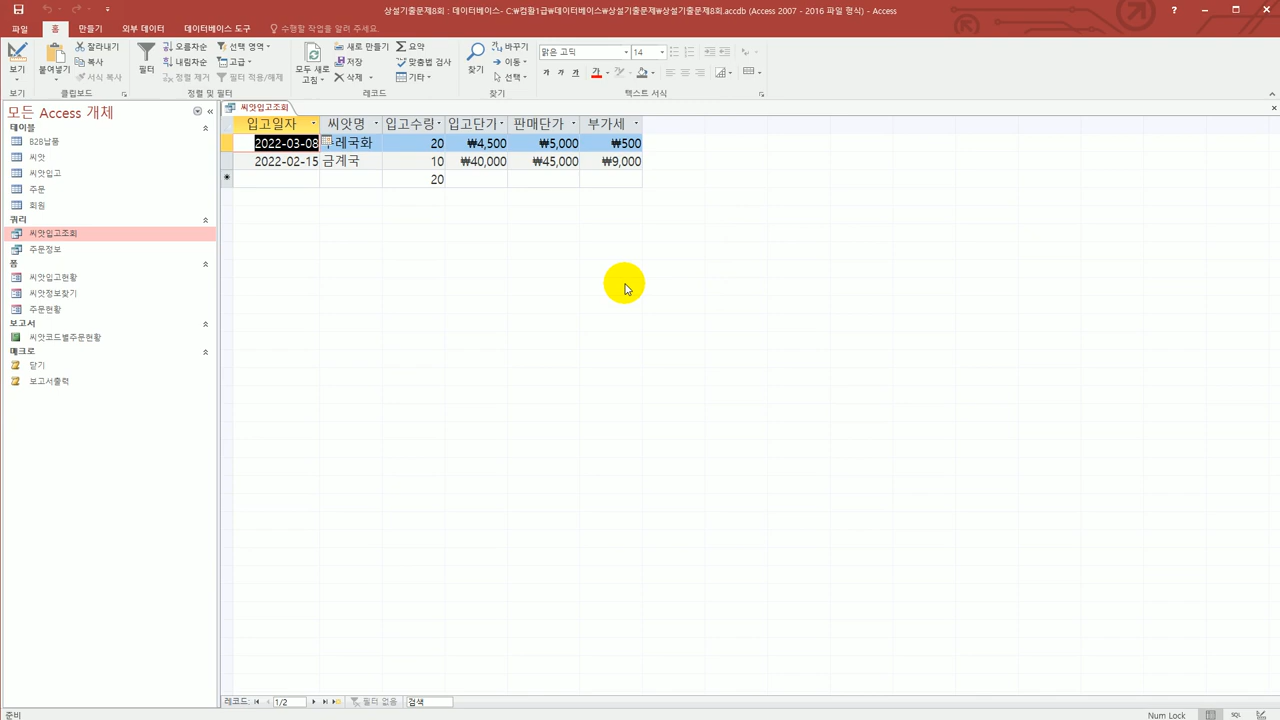 상설기출문제8회 : 데이터베이스- C:₩컴활1급₩데이터베이스₩상설기출문제₩상설기출문제8회.accdb (Access 2007 - 2016 파일 형식) - Access
파일 홈 만들기 외부 데이터 데이터베이스 도구 수행할 작업을 알려 주세요.
보기
붙여넣기
잘라내기
복사
서식 복사
필터
오름차순
내림차순
정렬 제거
선택 영역
고급
필터 적용/해제
모두 새로
고침
새로 만들기
저장
삭제
요약
맞춤법 검사
기타
찾기
바꾸기
이동
선택
맑은 고딕 14
가 가 가 가
보기 클립보드 정렬 및 필터 레코드 찾기 텍스트 서식
모든 Access 개체
테이블
B2B납품
씨앗
씨앗입고
주문
회원
쿼리
씨앗입고조회
주문정보
폼
씨앗입고현황
씨앗정보찾기
주문현황
보고서
씨앗코드별주문현황
매크로
닫기
보고서출력
씨앗입고조회
입고일자 씨앗명 입고수량 입고단가 판매단가 부가세
2022-03-08 레국화 20 ₩4,500 ₩5,000 ₩500
2022-02-15 금계국 10 ₩40,000 ₩45,000 ₩9,000
20
레코드: 1/2 필터 없음 검색
준비 Num Lock